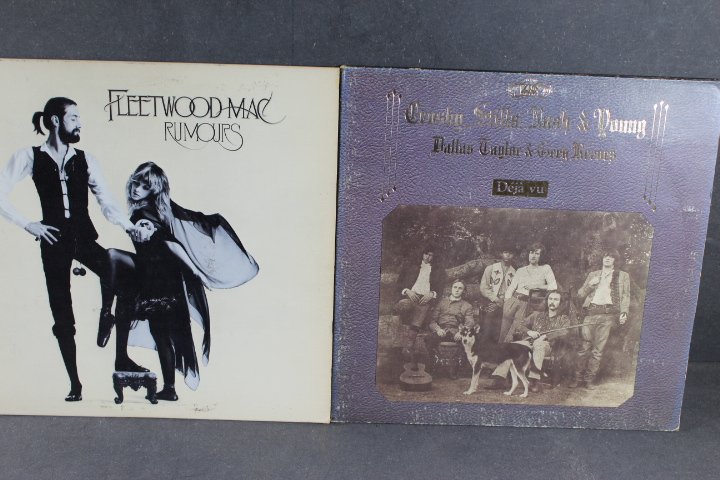 FLEETWOOD MAC
RUMOURS
Crosby, Stills, Nash & Young
Dallas Taylor & Greg Reeves
Déjà vu